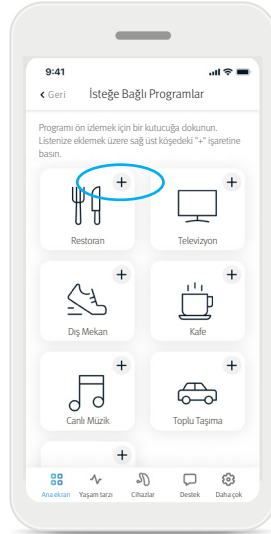 9:41
Geri İsteğe Bağlı Programlar
Programı ön izlemek için bir kutucuğa dokunun.
Listenize eklemek üzere sağ üst köşedeki "+" işaretine
basın.
+ +
Restoran Televizyon
+ +
Dış Mekan Kafe
+ +
Canlı Müzik Toplu Taşıma
+
Ana ekran Yaşam tarzı Cihazlar Destek Daha çok